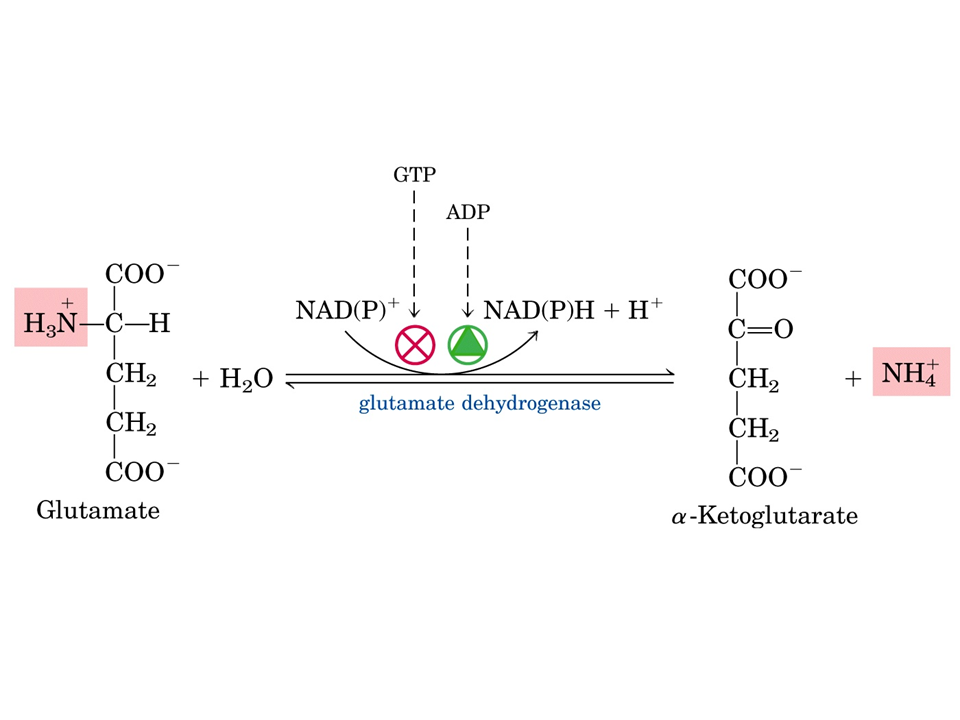 GTP
ADP
NAD(P)⁺ NAD(P)H + H⁺
COO⁻
H₃N⁺—C—H
CH₂
CH₂
COO⁻
Glutamate
+ H₂O
glutamate dehydrogenase
COO⁻
C=O
CH₂
CH₂
COO⁻
α-Ketoglutarate
+ NH₄⁺